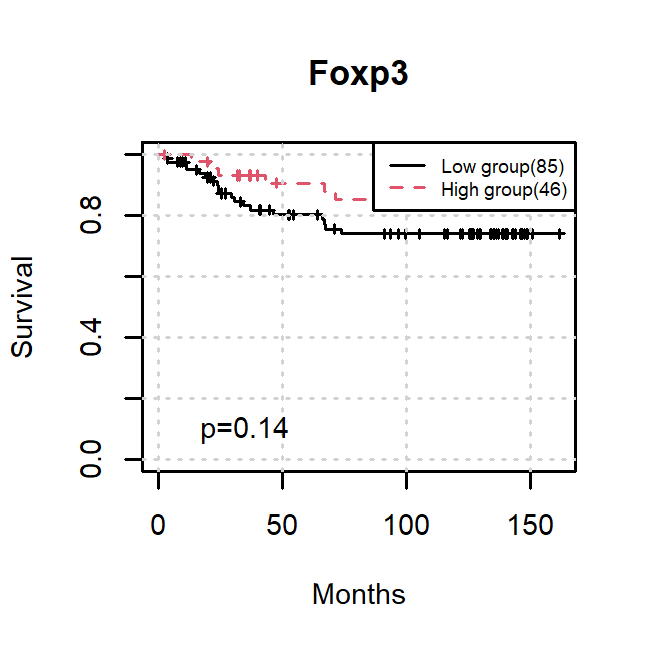 Foxp3
Low group(85)
High group(46)
Survival
0.8
0.4
0.0
p=0.14
0 50 100 150
Months